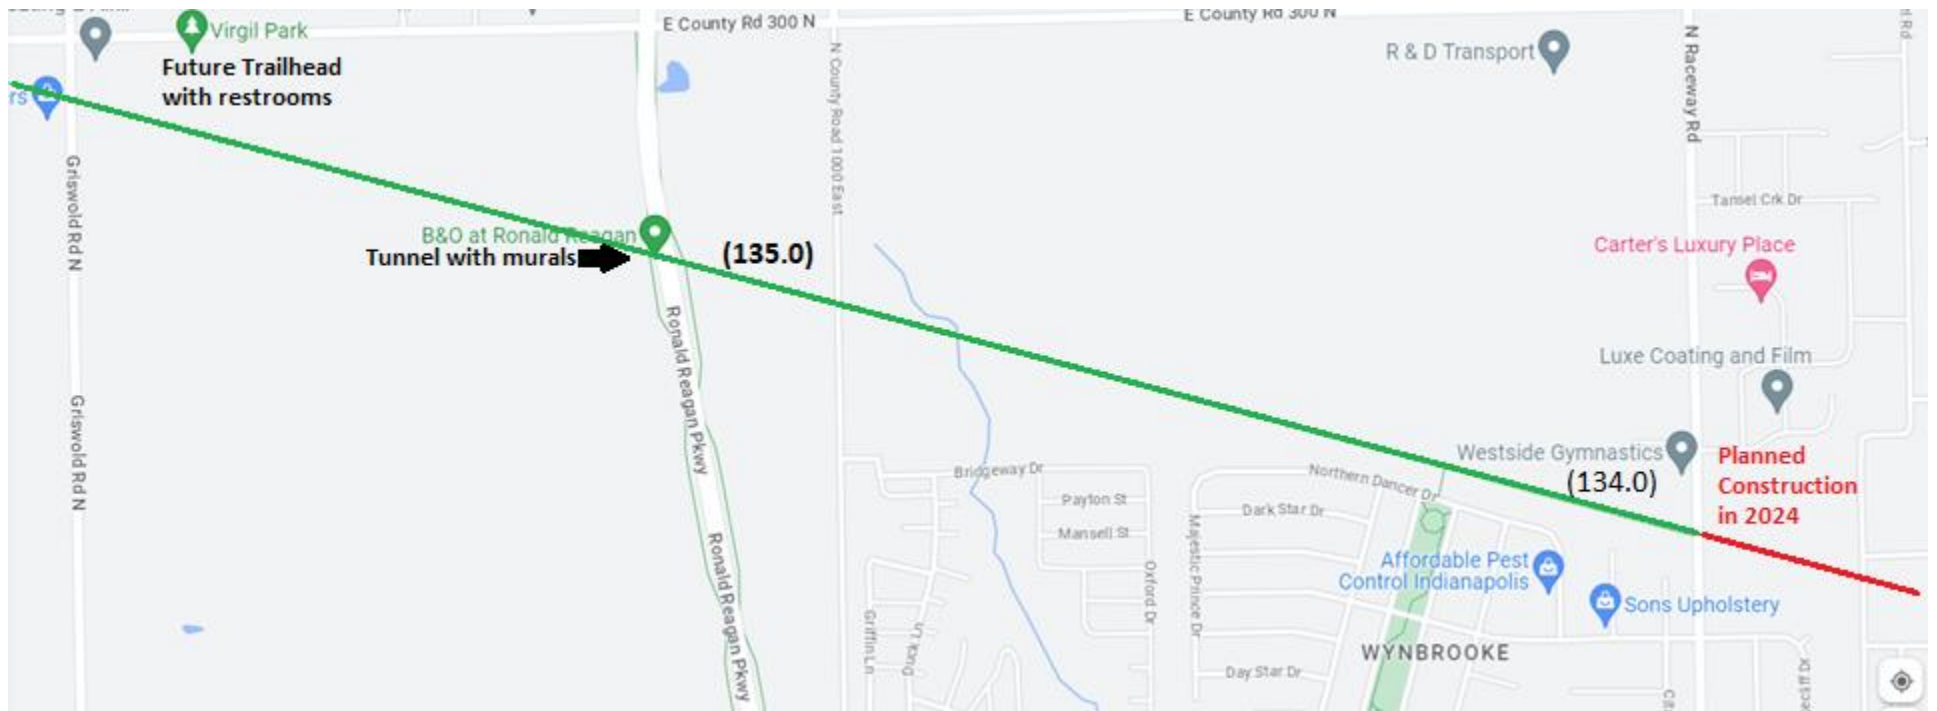 E County Rd 300 N
E County Rd 300 N
Virgil Park
Future Trailhead
with restrooms
R & D Transport
N Raceway Rd
N County Road 1000 East
rs
Griswold Rd N
Tansel Crk Dr
B&O at Ronald Reagan
Tunnel with murals
(135.0)
Carter's Luxury Place
Ronald Reagan Pkwy
Luxe Coating and Film
Griswold Rd N
Westside Gymnastics
(134.0)
Planned
Construction
in 2024
Bridgeway Dr
Northern Dancer Dr
Payton St
Dark Star Dr
Mansell St
Majestic Prince Dr
Oxford Dr
Ronald Reagan Pkwy
Affordable Pest
Control Indianapolis
Sons Upholstery
Griffin Ln
WYNBROOKE
Day Star Dr